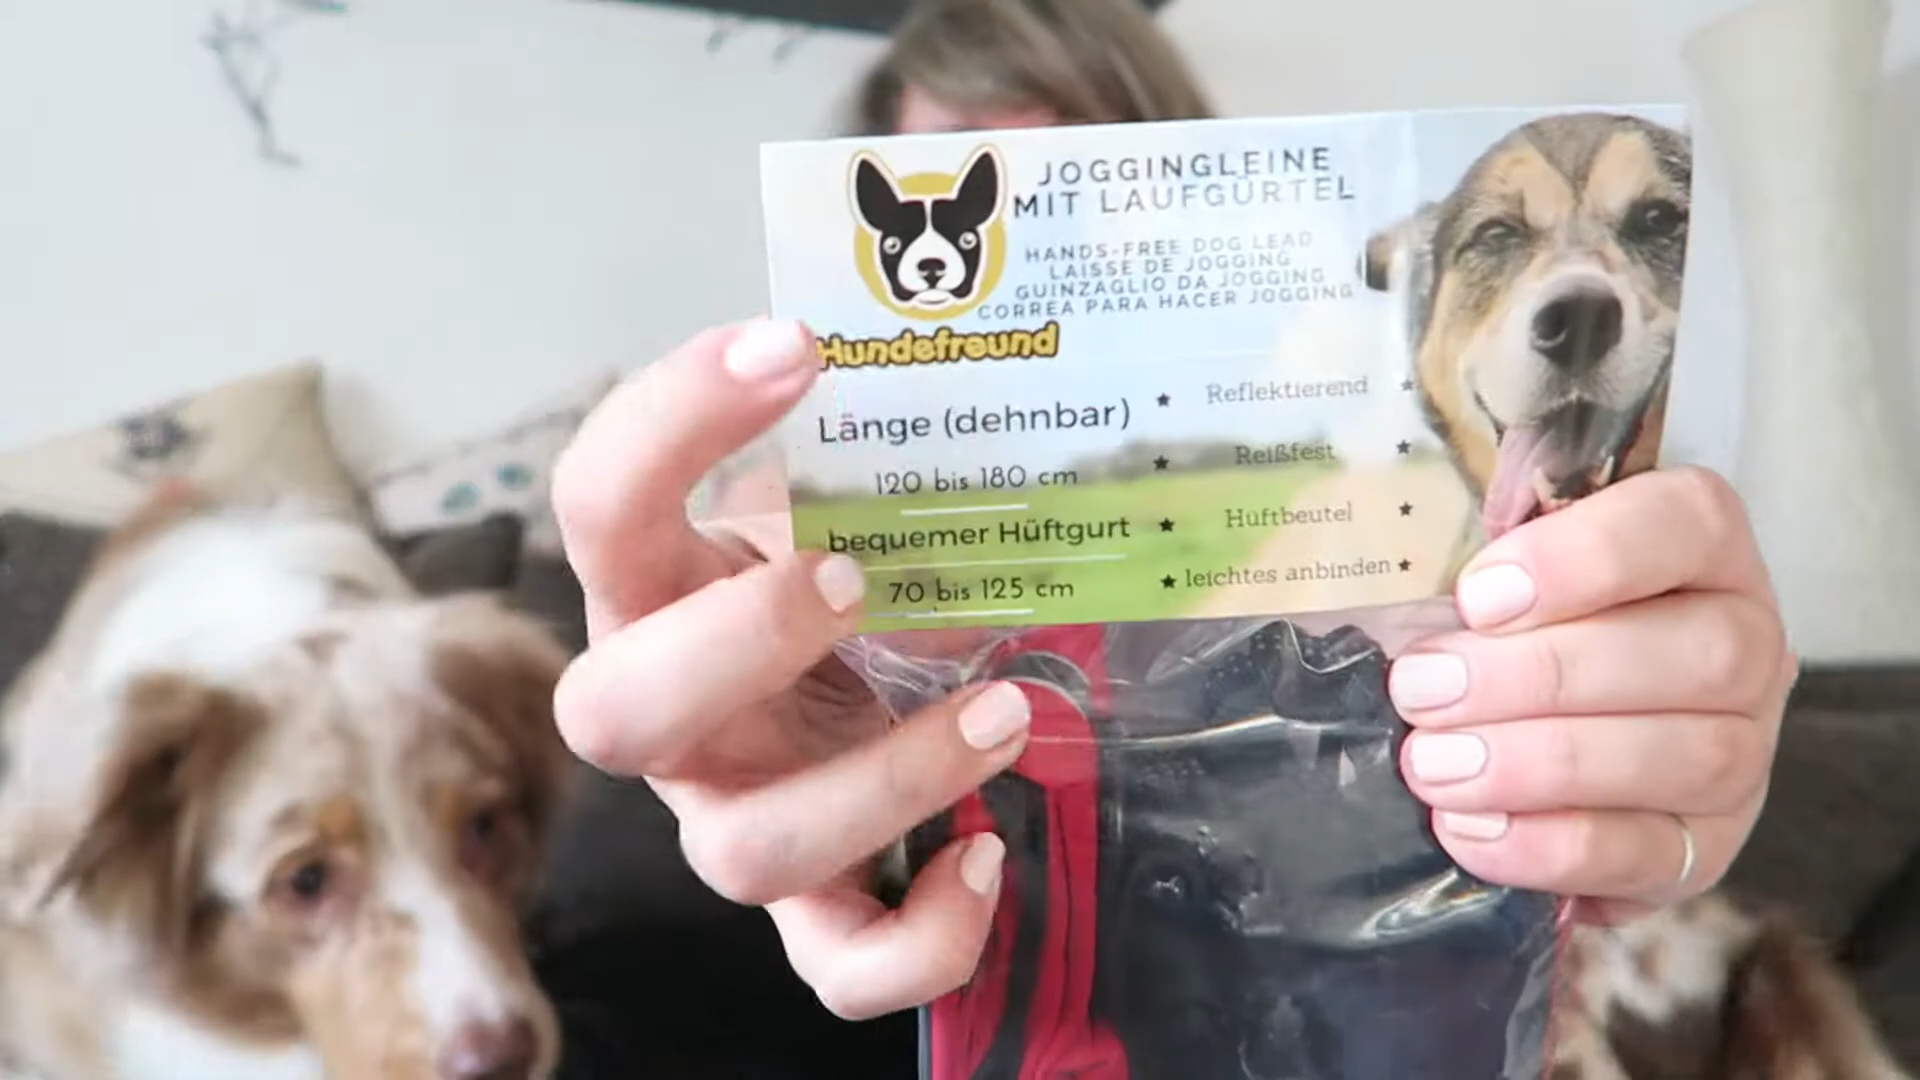 JOGGINGLEINE
MIT LAUFGÜRTEL
HANDS-FREE DOG LEAD
LAISSE DE JOGGING
GUINZAGLIO DA JOGGING
CORREA PARA HACER JOGGING
Hundefreund
Länge (dehnbar)
120 bis 180 cm
bequemer Hüftgurt
70 bis 125 cm
★ Reflektierend ★
★ Reißfest ★
★ Hüftbeutel ★
★ leichtes anbinden ★